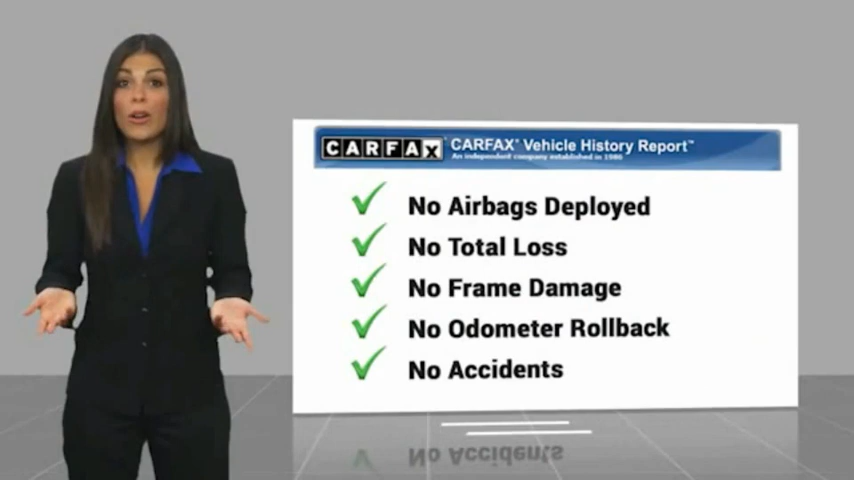 CARFAX CARFAX® Vehicle History Report™
An independent company established in 1986
No Airbags Deployed
No Total Loss
No Frame Damage
No Odometer Rollback
No Accidents
No Accidents